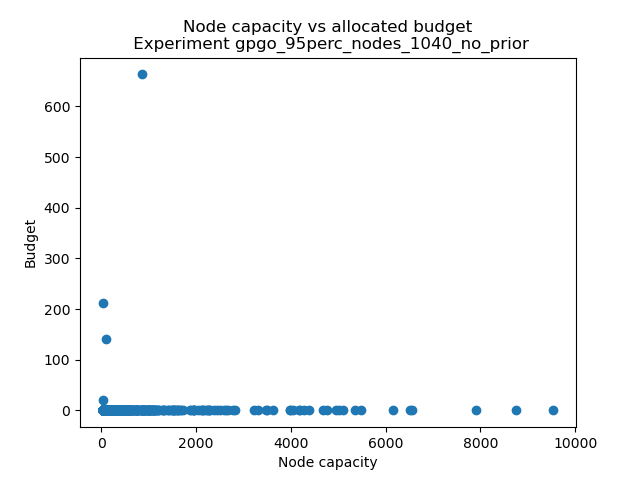 Node capacity vs allocated budget
Experiment gpgo_95perc_nodes_1040_no_prior
600
500
400
300
200
100
0
Budget
0 2000 4000 6000 8000 10000
Node capacity